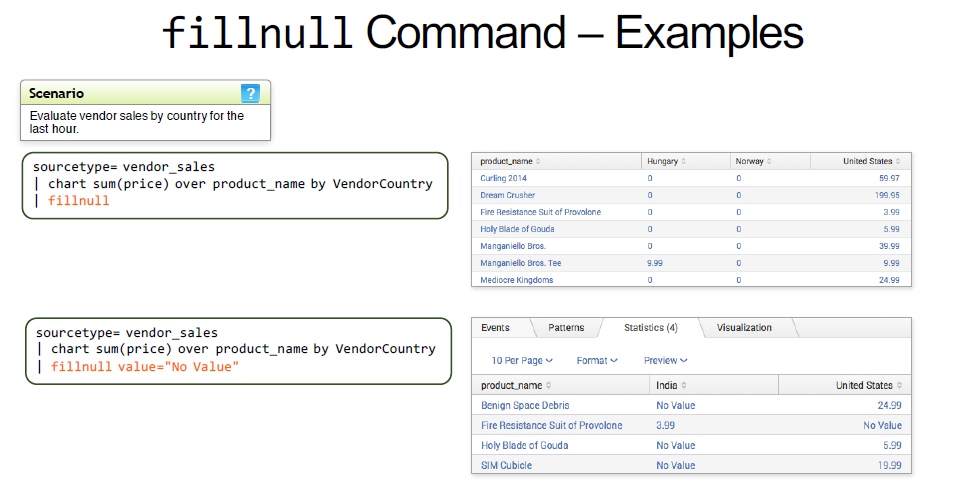 fillnull Command – Examples
Scenario
?
Evaluate vendor sales by country for the
last hour.
sourcetype= vendor_sales
| chart sum(price) over product_name by VendorCountry
| fillnull
product_name Hungary Norway United States
Curling 2014 0 0 59.97
Dream Crusher 0 0 199.95
Fire Resistance Suit of Provolone 0 0 3.99
Holy Blade of Gouda 0 0 5.99
Manganiello Bros. 0 0 39.99
Manganiello Bros. Tee 9.99 0 9.99
Mediocre Kingdoms 0 0 24.99
sourcetype= vendor_sales
| chart sum(price) over product_name by VendorCountry
| fillnull value="No Value"
Events Patterns Statistics (4) Visualization
10 Per Page Format Preview
product_name India United States
Benign Space Debris No Value 24.99
Fire Resistance Suit of Provolone 3.99 No Value
Holy Blade of Gouda No Value 5.99
SIM Cubicle No Value 19.99